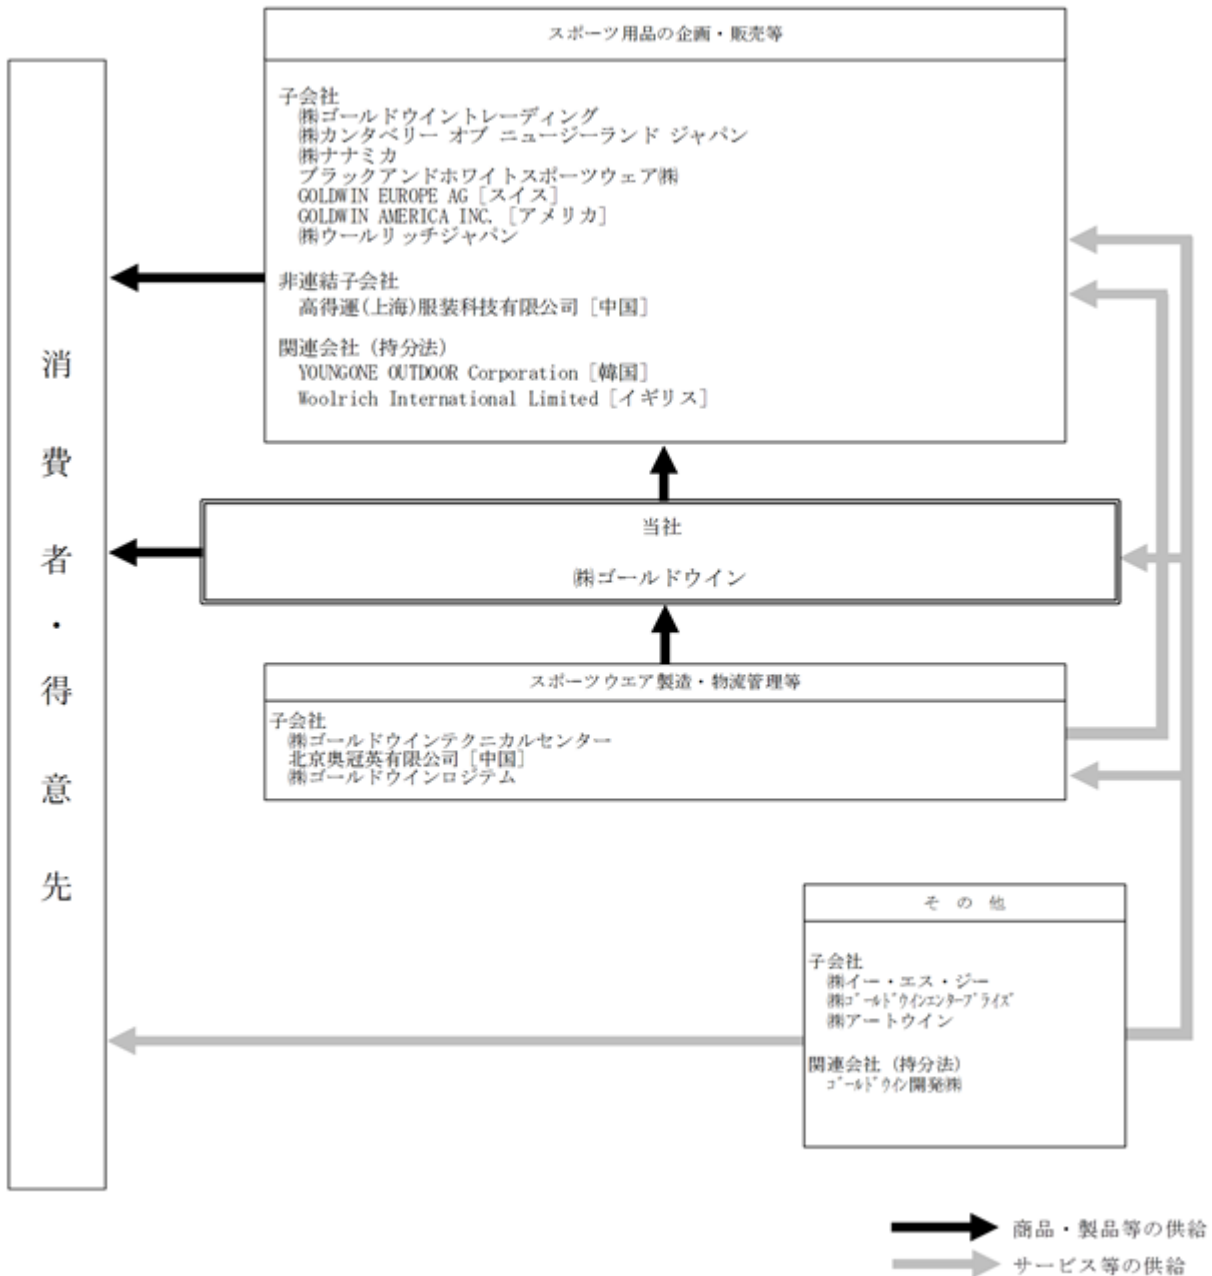 スポーツ用品の企画・販売等
子会社
㈱ゴールドウイントレーディング
㈱カンタベリー オブ ニュージーランド ジャパン
㈱ナナミカ
ブラックアンドホワイトスポーツウェア㈱
GOLDWIN EUROPE AG [スイス]
GOLDWIN AMERICA INC. [アメリカ]
㈱ウールリッチジャパン
非連結子会社
高得運(上海)服装科技有限公司 [中国]
関連会社 (持分法)
YOUNGONE OUTDOOR Corporation [韓国]
Woolrich International Limited [イギリス]
消費者・得意先
当社
㈱ゴールドウイン
スポーツウエア製造・物流管理等
子会社
㈱ゴールドウインテクニカルセンター
北京奥冠英有限公司 [中国]
㈱ゴールドウインロジテム
その他
子会社
㈱イー・エス・ジー
㈱ｺﾞｰﾙﾄﾞｳｲﾝｴﾝﾀｰﾌﾟﾗｲｽﾞ
㈱アートウイン
関連会社 (持分法)
ｺﾞｰﾙﾄﾞｳｲﾝ開発㈱
商品・製品等の供給
サービス等の供給